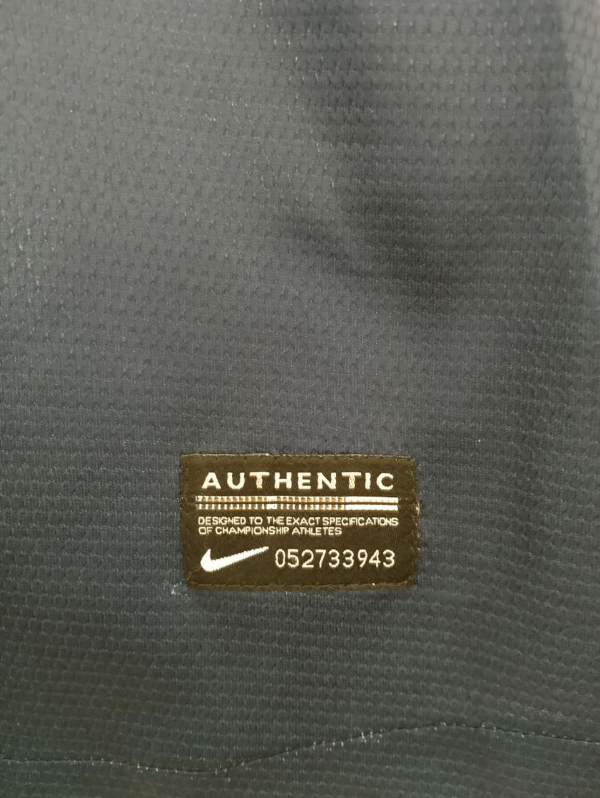 AUTHENTIC
DESIGNED TO THE EXACT SPECIFICATIONS
OF CHAMPIONSHIP ATHLETES
052733943